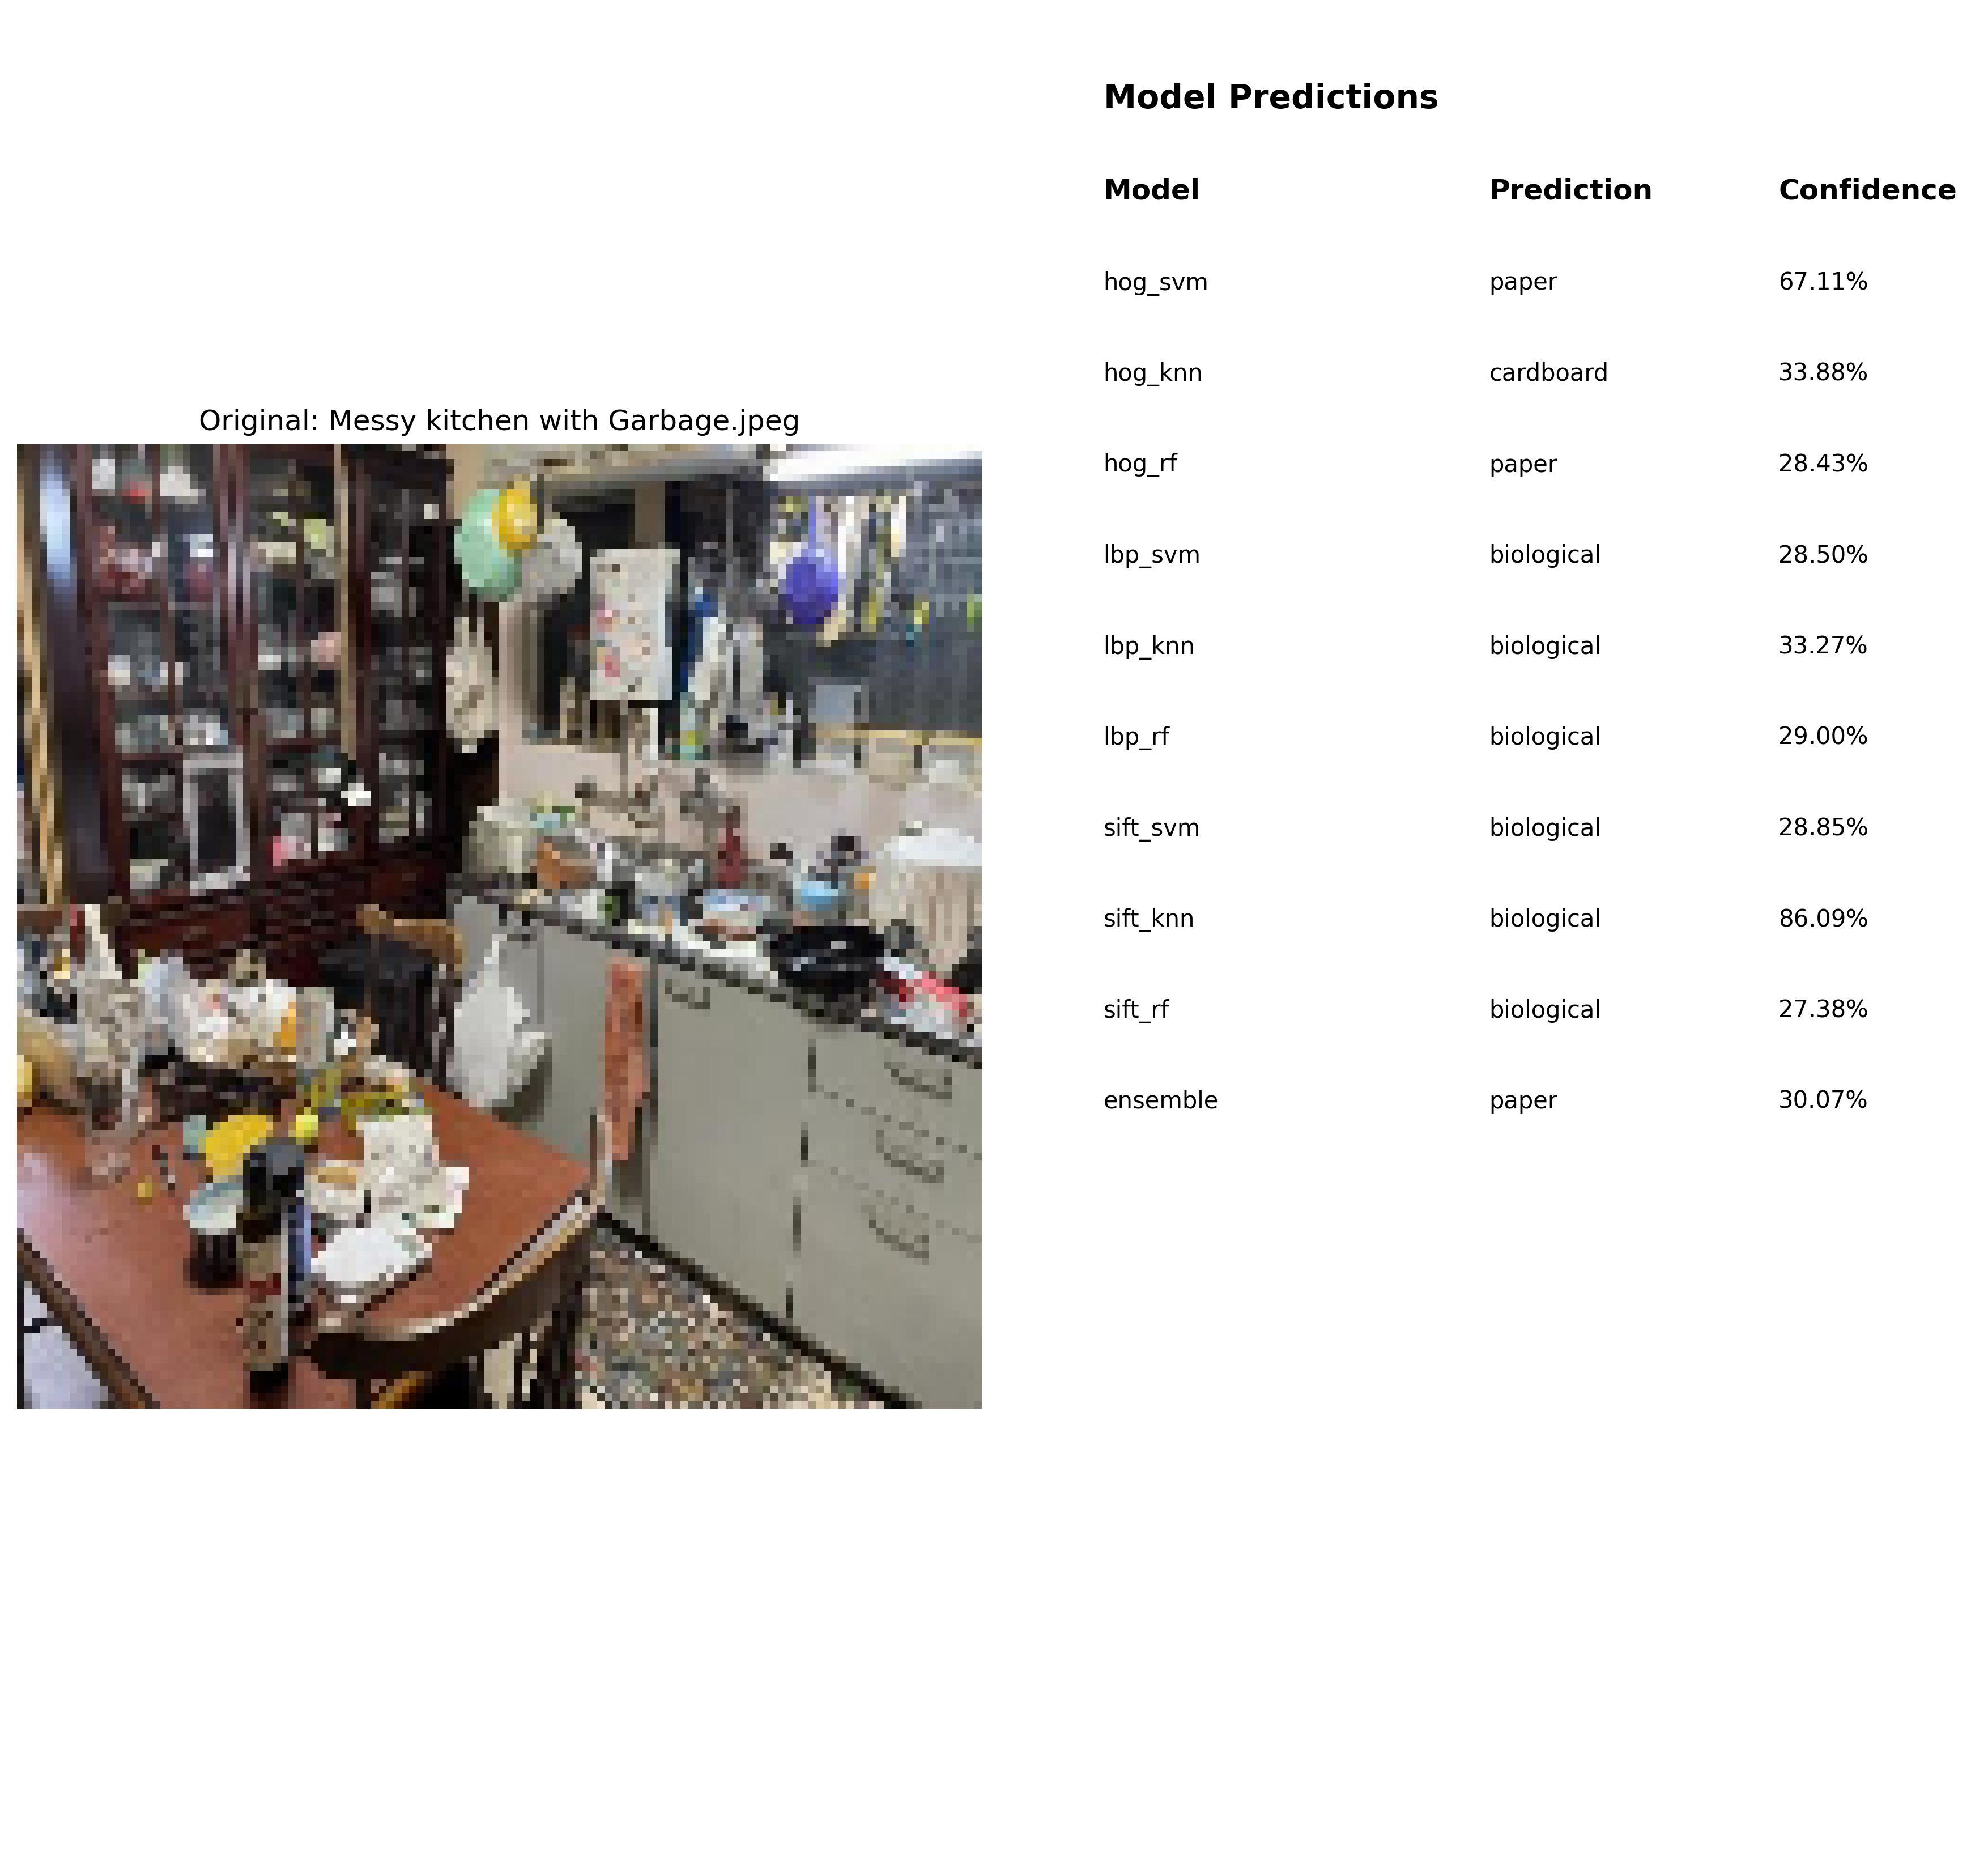 Model Predictions
Model Prediction Confidence
hog_svm paper 67.11%
hog_knn cardboard 33.88%
hog_rf paper 28.43%
lbp_svm biological 28.50%
lbp_knn biological 33.27%
lbp_rf biological 29.00%
sift_svm biological 28.85%
sift_knn biological 86.09%
sift_rf biological 27.38%
ensemble paper 30.07%
Original: Messy kitchen with Garbage.jpeg